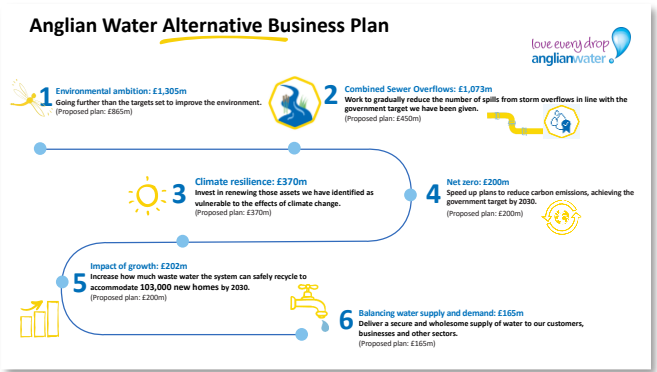 Anglian Water Alternative Business Plan
love every drop
anglianwater
1
Environmental ambition: £1,305m
Going further than the targets set to improve the environment.
(Proposed plan: £865m)
2
Combined Sewer Overflows: £1,073m
Work to gradually reduce the number of spills from storm overflows in line with the
government target we have been given.
(Proposed plan: £450m)
3
Climate resilience: £370m
Invest in renewing those assets we have identified as
vulnerable to the effects of climate change.
(Proposed plan: £370m)
4
Net zero: £200m
Speed up plans to reduce carbon emissions, achieving the
government target by 2030.
(Proposed plan: £200m)
5
Impact of growth: £202m
Increase how much waste water the system can safely recycle to
accommodate 103,000 new homes by 2030.
(Proposed plan: £200m)
6
Balancing water supply and demand: £165m
Deliver a secure and wholesome supply of water to our customers,
businesses and other sectors.
(Proposed plan: £165m)